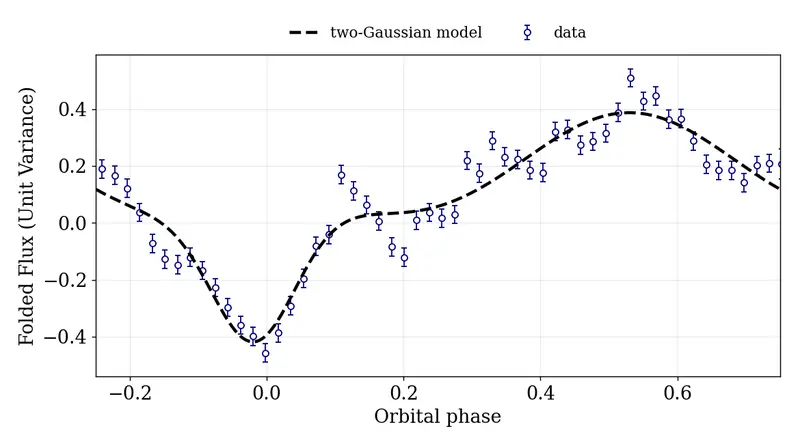 two-Gaussian model
data
Folded Flux (Unit Variance)
0.4
0.2
0.0
−0.2
−0.4
−0.2
0.0
0.2
0.4
0.6
Orbital phase